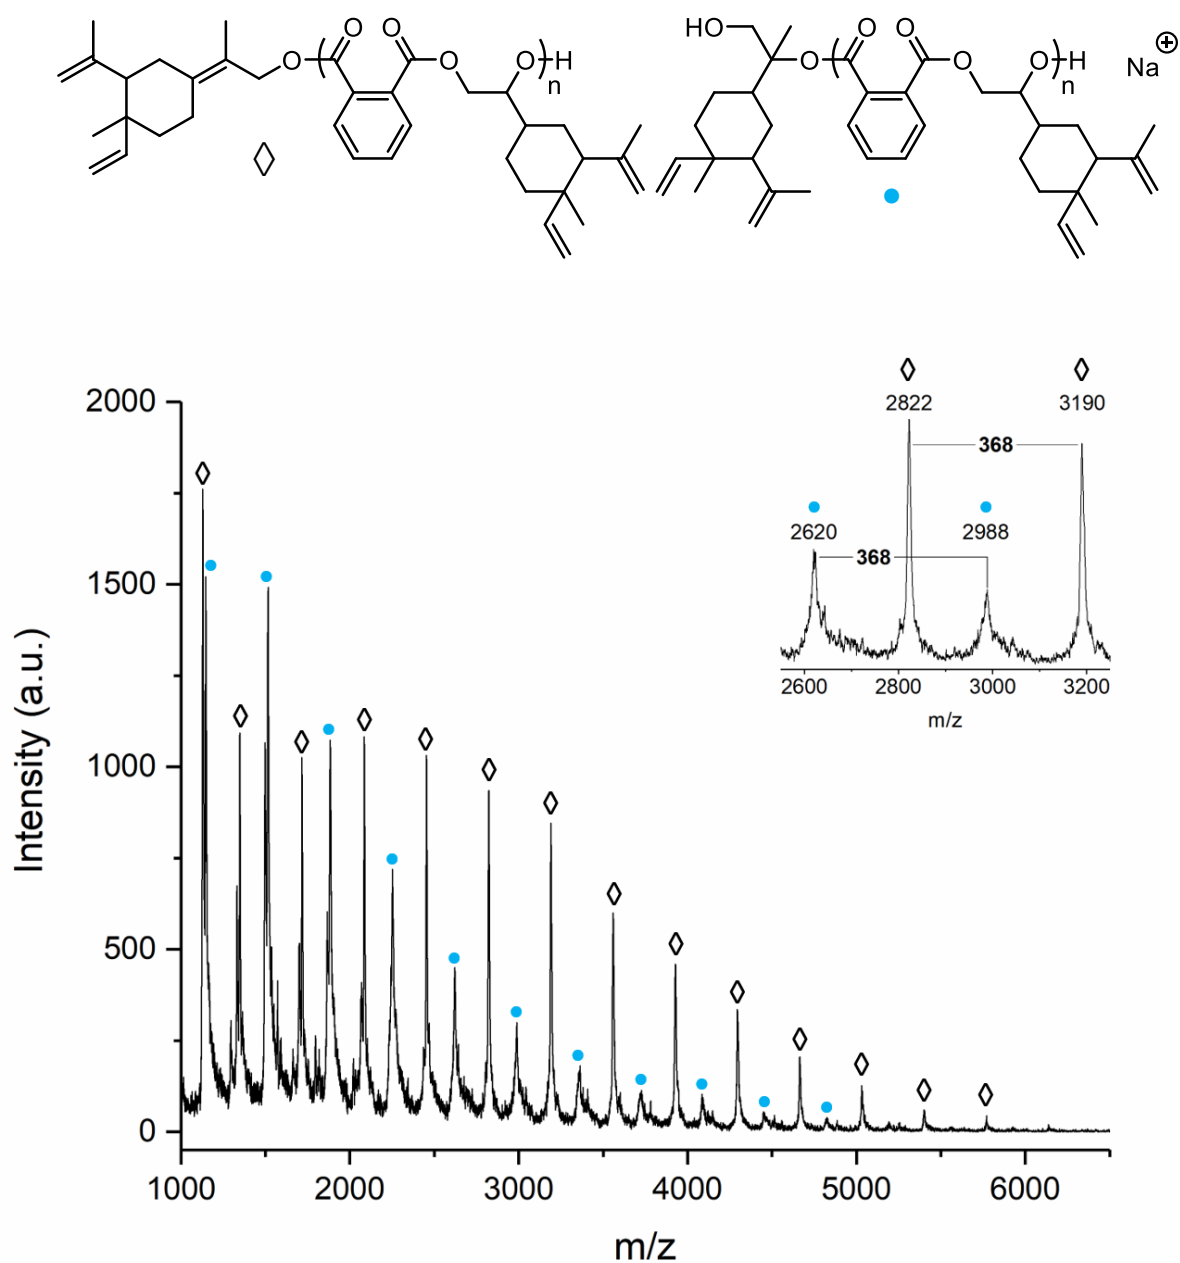 O O O O H n
HO O O O O O H n Na⊕
2822 3190
368
2620 2988
368
2600 2800 3000 3200
m/z
2000
1500
1000
500
0
Intensity (a.u.)
1000 2000 3000 4000 5000 6000
m/z